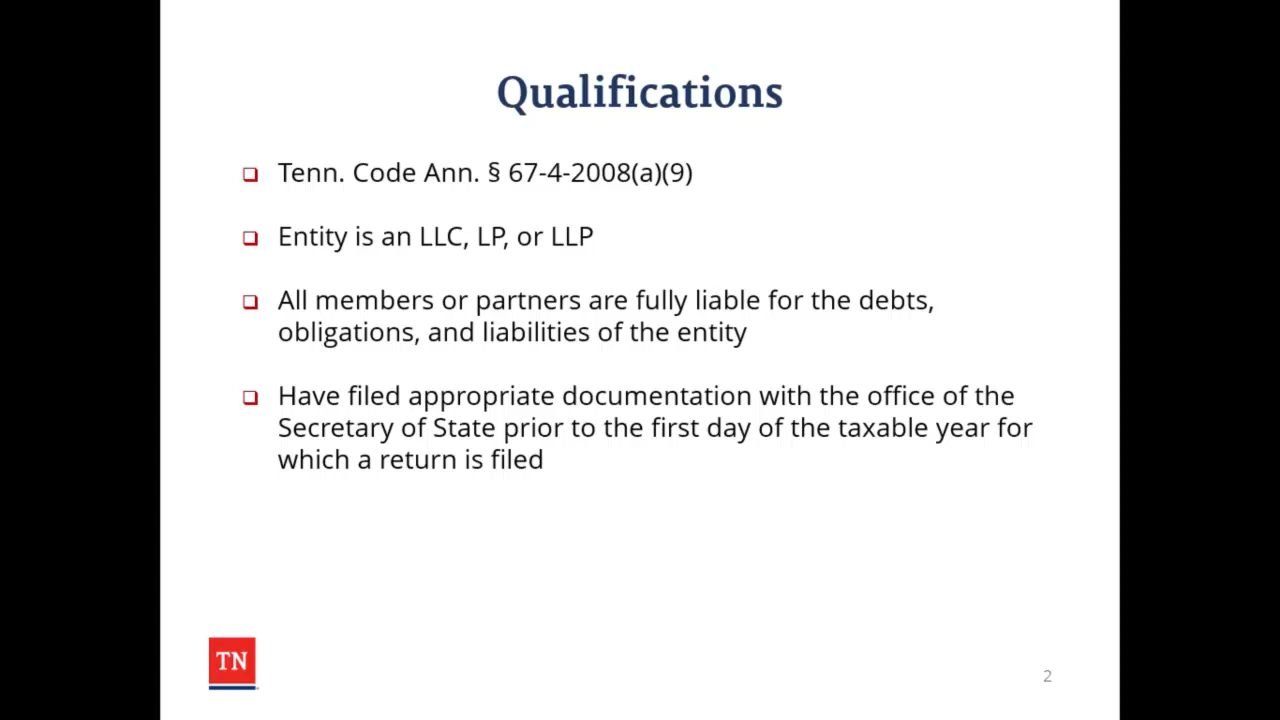 Qualifications
Tenn. Code Ann. § 67-4-2008(a)(9)
Entity is an LLC, LP, or LLP
All members or partners are fully liable for the debts,
obligations, and liabilities of the entity
Have filed appropriate documentation with the office of the
Secretary of State prior to the first day of the taxable year for
which a return is filed
TN
2